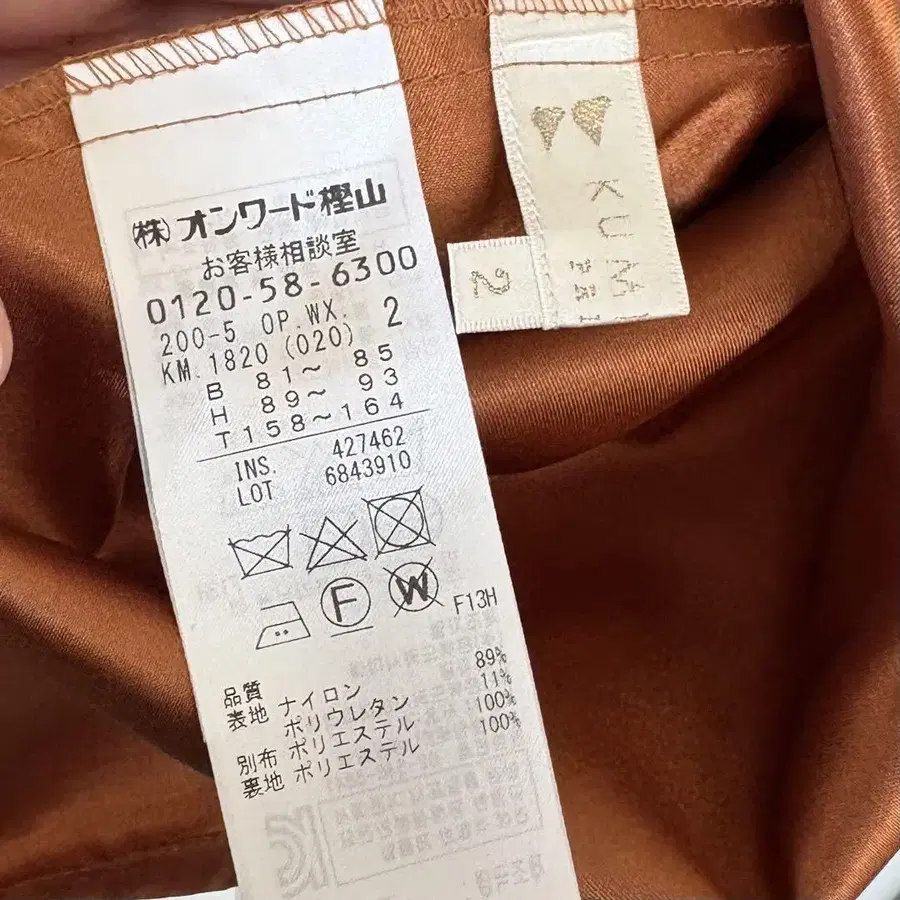 ㈱オンワード樫山
お客様相談室
0120-58-6300
200-5 OP.WX. 2
KM.1820 (020)
B 81～ 85
H 89～ 93
T158～164
INS. 427462
LOT 6843910
F
W
F13H
品質
表地 ナイロン 89%
ポリウレタン 11%
別布 ポリエステル 100%
裏地 ポリエステル 100%
2
KUM